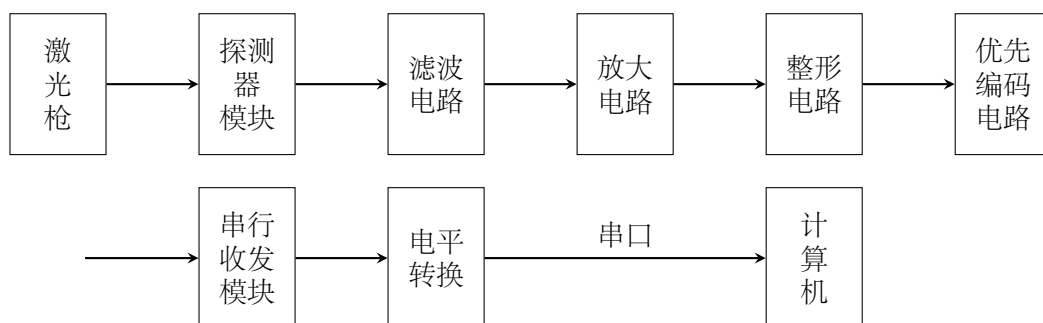 激
光
枪
探测
器
模块
滤波
电路
放大
电路
整形
电路
优先
编码
电路
串行
收发
模块
电平
转换
串口
计
算
机